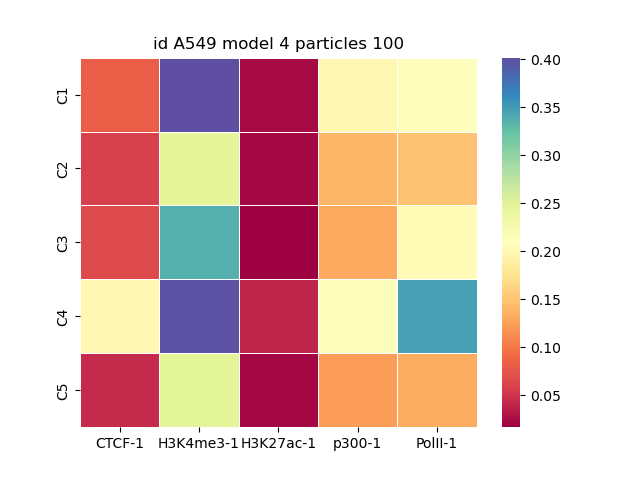 id A549 model 4 particles 100
C1
C2
C3
C4
C5
CTCF-1 H3K4me3-1 H3K27ac-1 p300-1 PolII-1
0.40
0.35
0.30
0.25
0.20
0.15
0.10
0.05